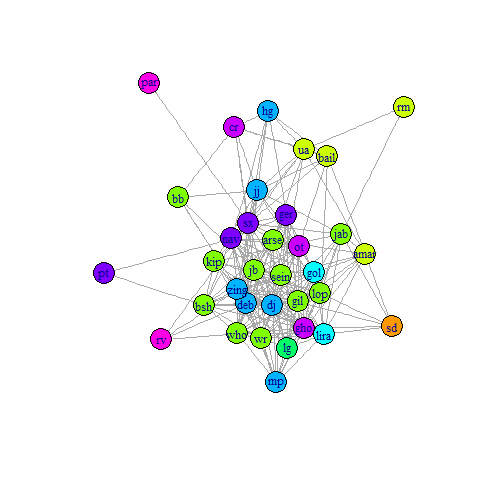 par
rm
hg
cr
ua
bail
jj
bb
ger
nav
arse
jab
ot
amar
kip
jb
sein
gol
pt
zing
lop
deb
dj
gil
bsh
sd
gho
who
lira
wr
rv
lg
mp